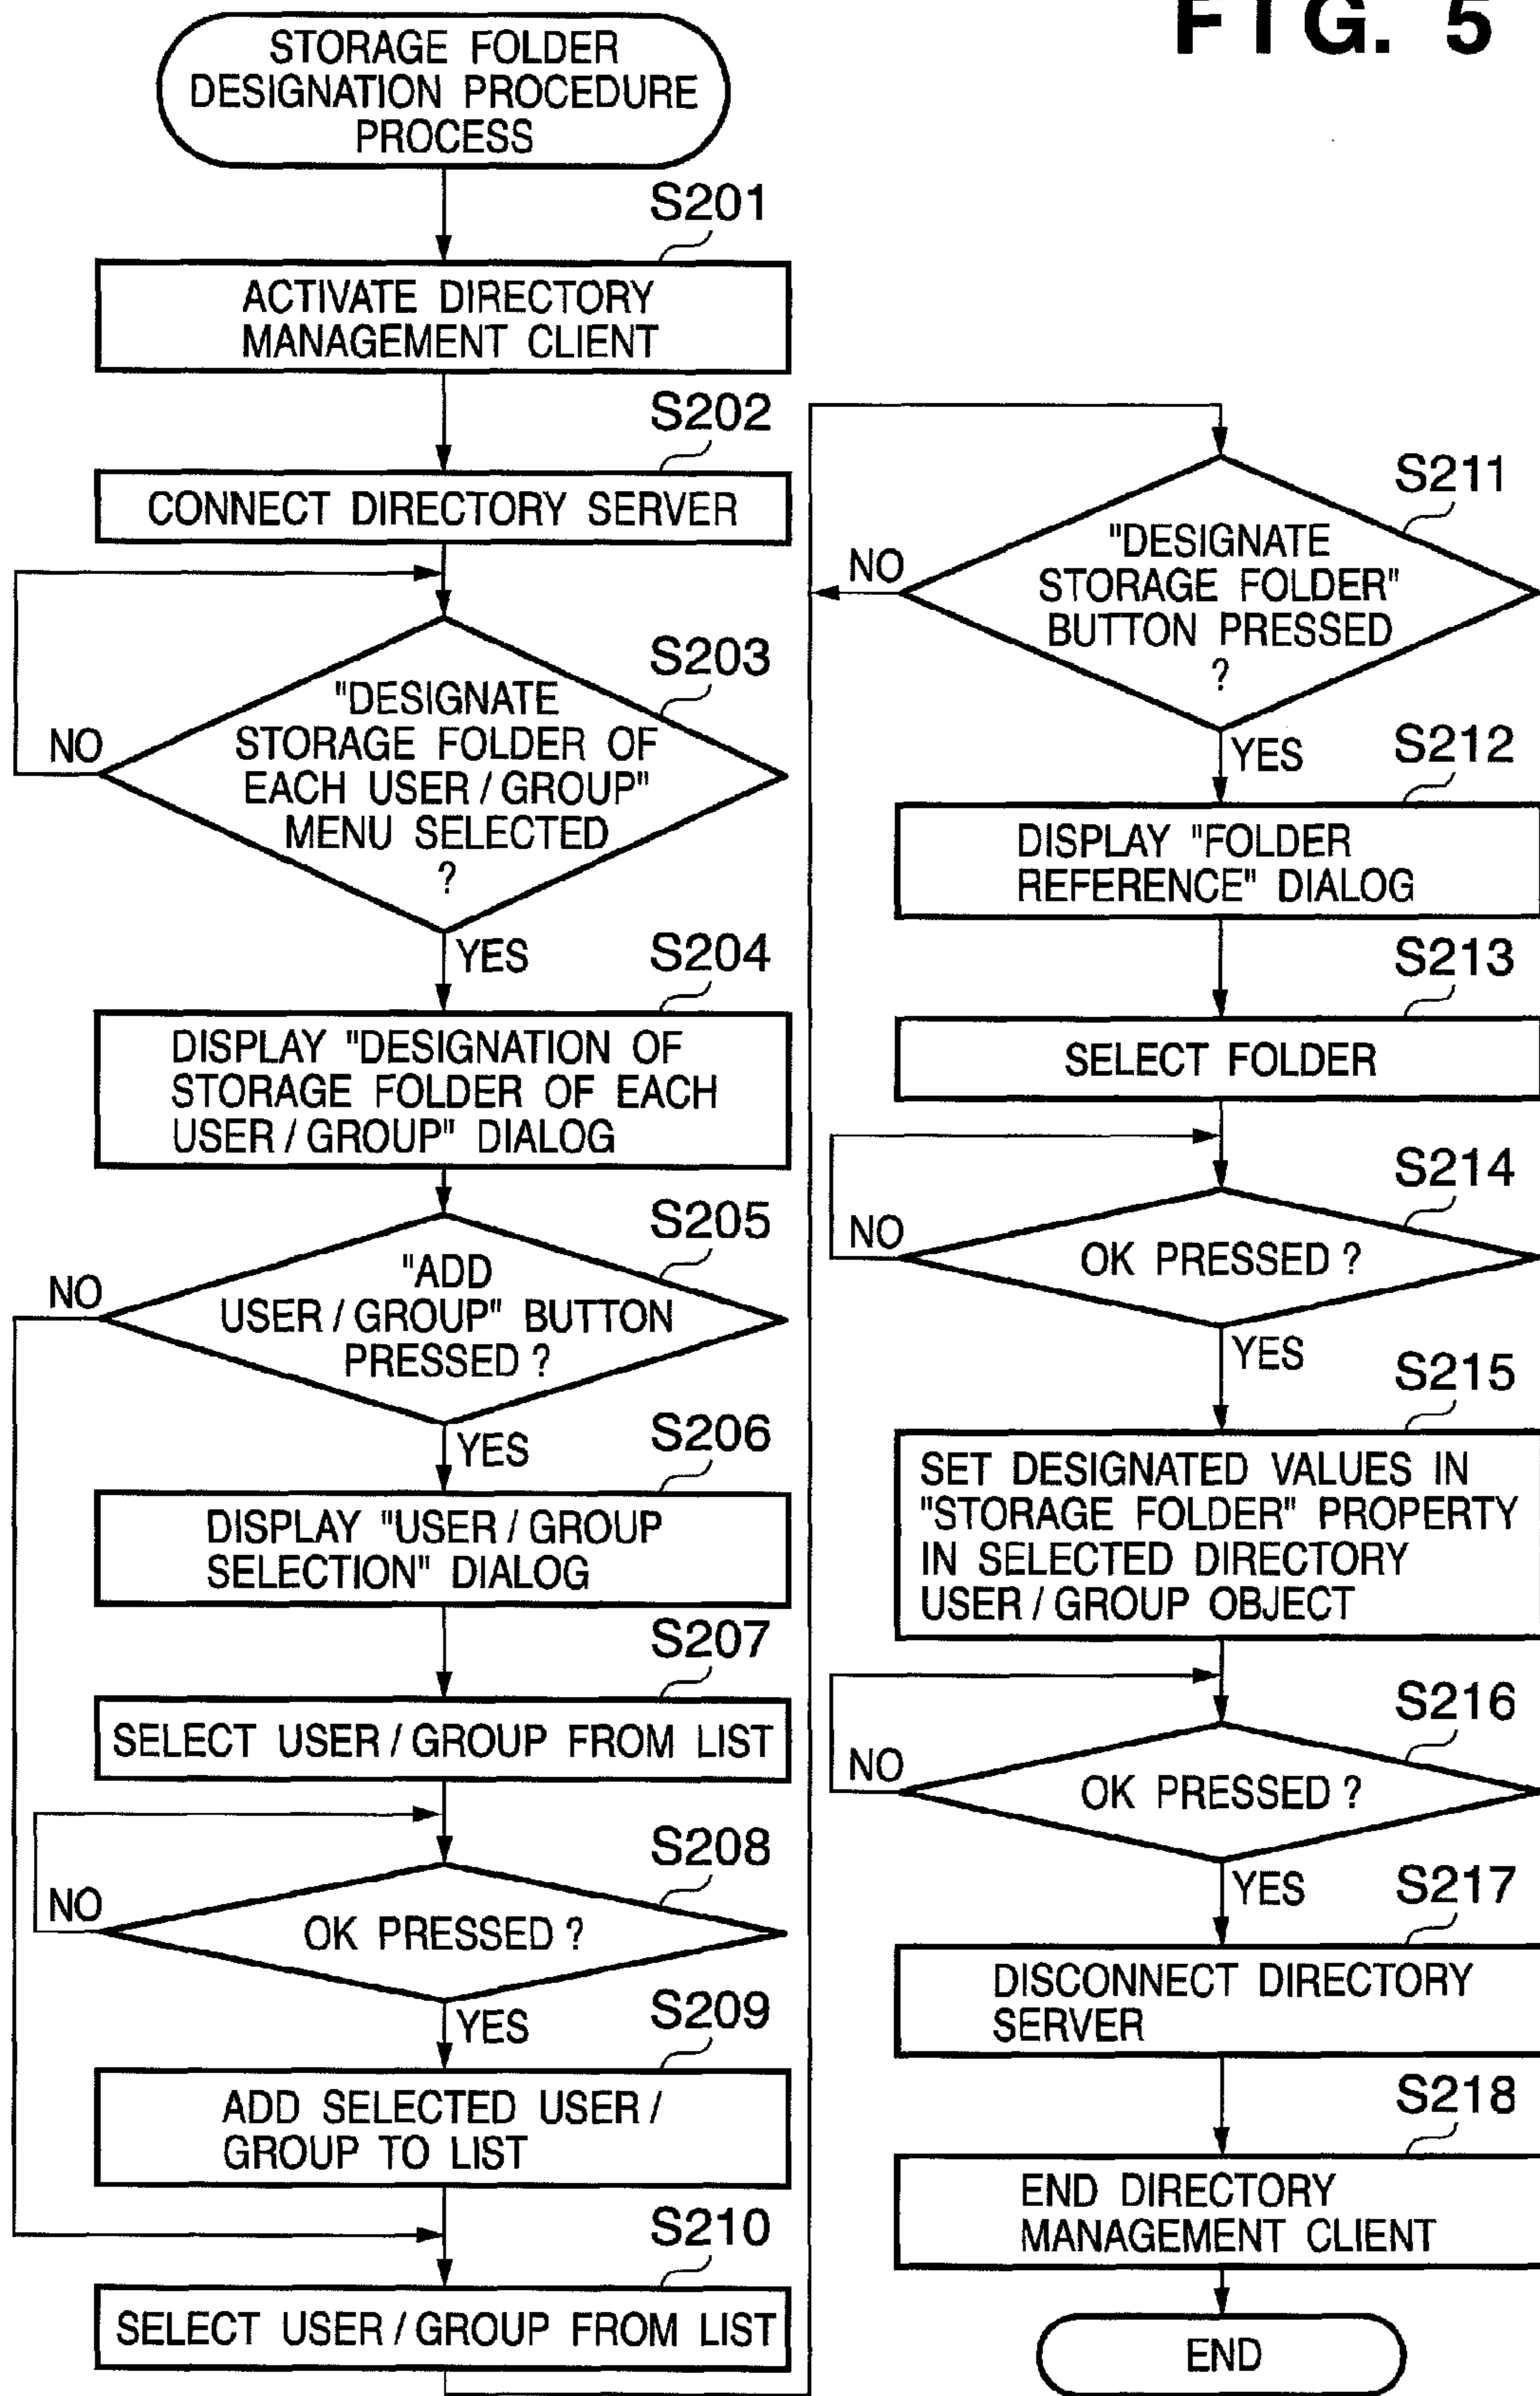 FIG. 5
STORAGE FOLDER
DESIGNATION PROCEDURE
PROCESS
S201
ACTIVATE DIRECTORY
MANAGEMENT CLIENT
S202
CONNECT DIRECTORY SERVER
S203
"DESIGNATE
STORAGE FOLDER OF
EACH USER / GROUP"
MENU SELECTED
?
NO
YES
S204
DISPLAY "DESIGNATION OF
STORAGE FOLDER OF EACH
USER / GROUP" DIALOG
S205
"ADD
USER / GROUP" BUTTON
PRESSED ?
NO
YES
S206
DISPLAY "USER / GROUP
SELECTION" DIALOG
S207
SELECT USER / GROUP FROM LIST
S208
OK PRESSED ?
NO
YES
S209
ADD SELECTED USER /
GROUP TO LIST
S210
SELECT USER / GROUP FROM LIST
S211
"DESIGNATE
STORAGE FOLDER"
BUTTON PRESSED
?
NO
YES
S212
DISPLAY "FOLDER
REFERENCE" DIALOG
S213
SELECT FOLDER
S214
OK PRESSED ?
NO
YES
S215
SET DESIGNATED VALUES IN
"STORAGE FOLDER" PROPERTY
IN SELECTED DIRECTORY
USER / GROUP OBJECT
S216
OK PRESSED ?
NO
YES
S217
DISCONNECT DIRECTORY
SERVER
S218
END DIRECTORY
MANAGEMENT CLIENT
END